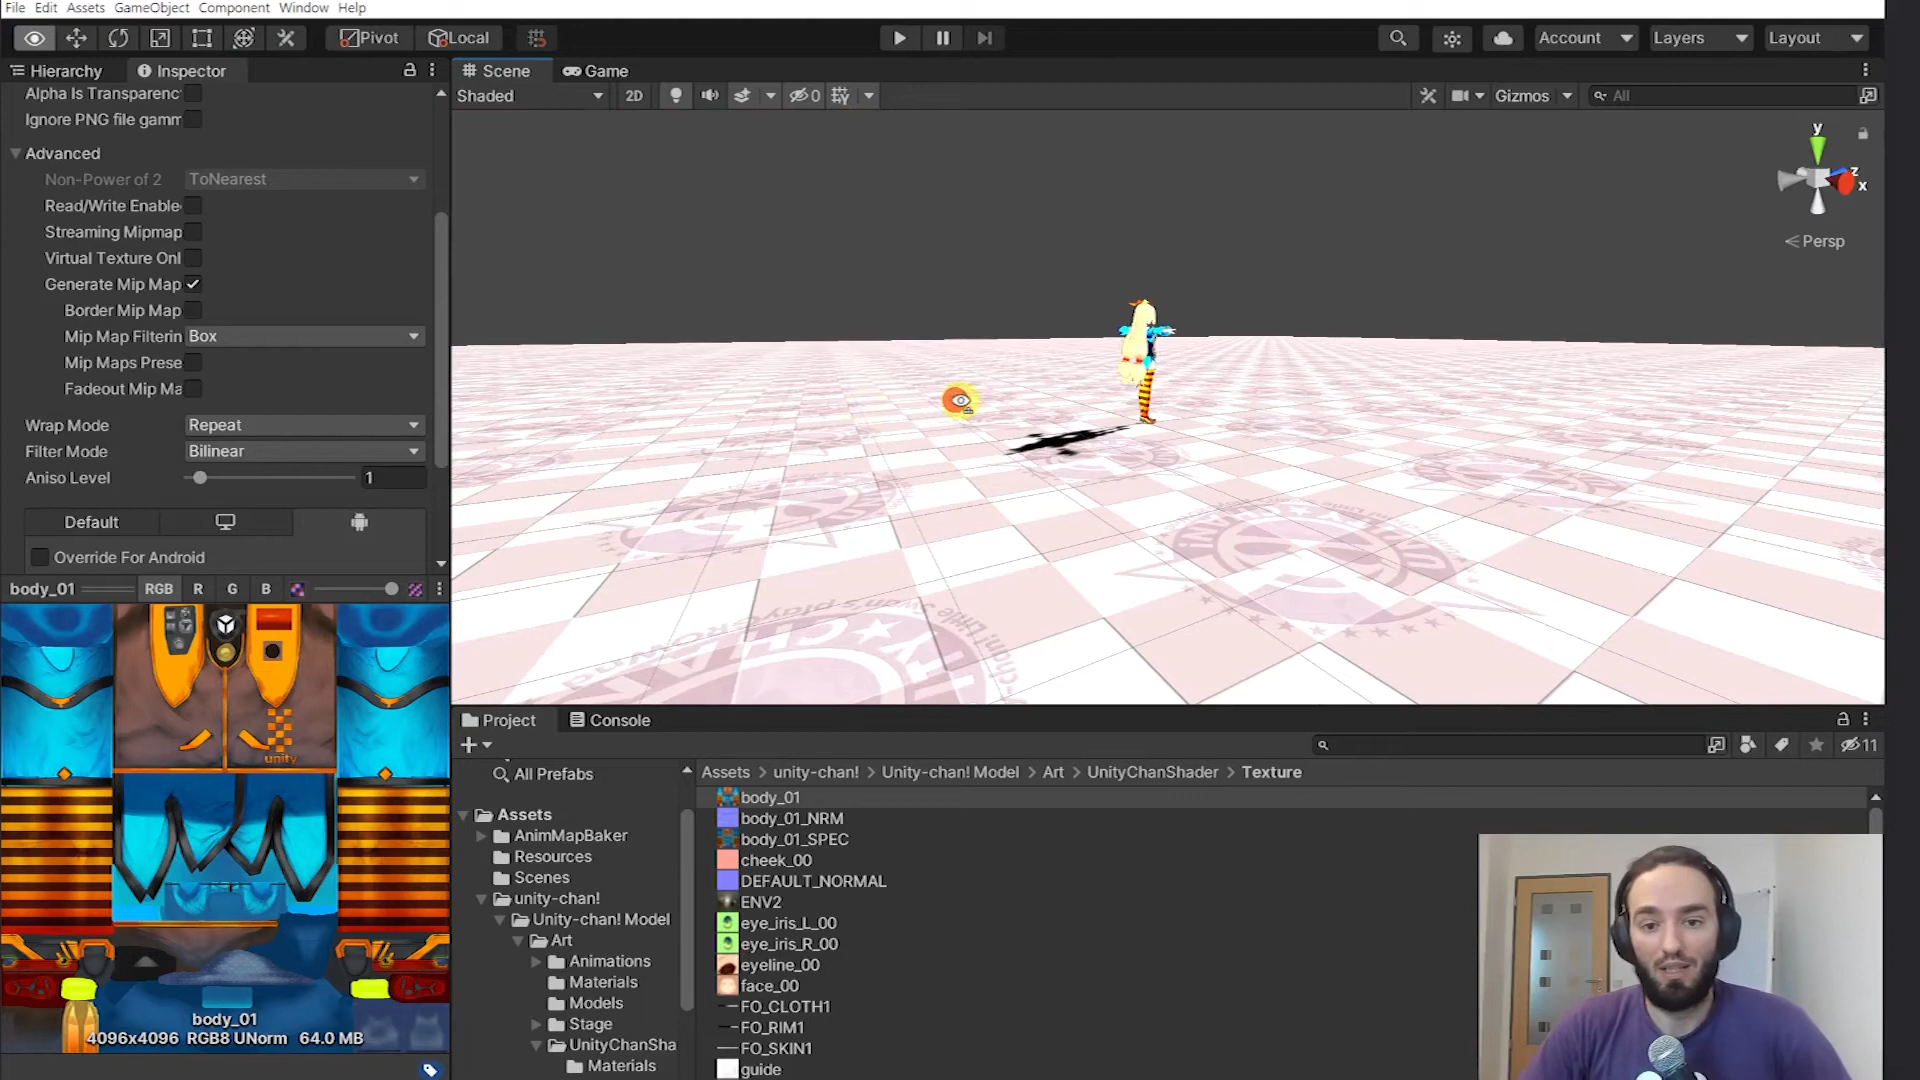 File Edit Assets GameObject Component Window Help
Pivot Local Account Layers Layout
Hierarchy Inspector
Alpha Is Transparenc
Ignore PNG file gamm
Advanced
Non-Power of 2 ToNearest
Read/Write Enable
Streaming Mipmap
Virtual Texture Onl
Generate Mip Map
Border Mip Map
Mip Map Filterin Box
Mip Maps Prese
Fadeout Mip Ma
Wrap Mode Repeat
Filter Mode Bilinear
Aniso Level 1
Default
Override For Android
body_01 RGB R G B
unity
body_01
4096x4096 RGB8 UNorm 64.0 MB
Scene Game
Shaded 2D 0 Gizmos All
y
z
x
Persp
Project Console
11
All Prefabs
Assets
AnimMapBaker
Resources
Scenes
unity-chan!
Unity-chan! Model
Art
Animations
Materials
Models
Stage
UnityChanSha
Materials
Assets > unity-chan! > Unity-chan! Model > Art > UnityChanShader > Texture
body_01
body_01_NRM
body_01_SPEC
cheek_00
DEFAULT_NORMAL
ENV2
eye_iris_L_00
eye_iris_R_00
eyeline_00
face_00
FO_CLOTH1
FO_RIM1
FO_SKIN1
guide